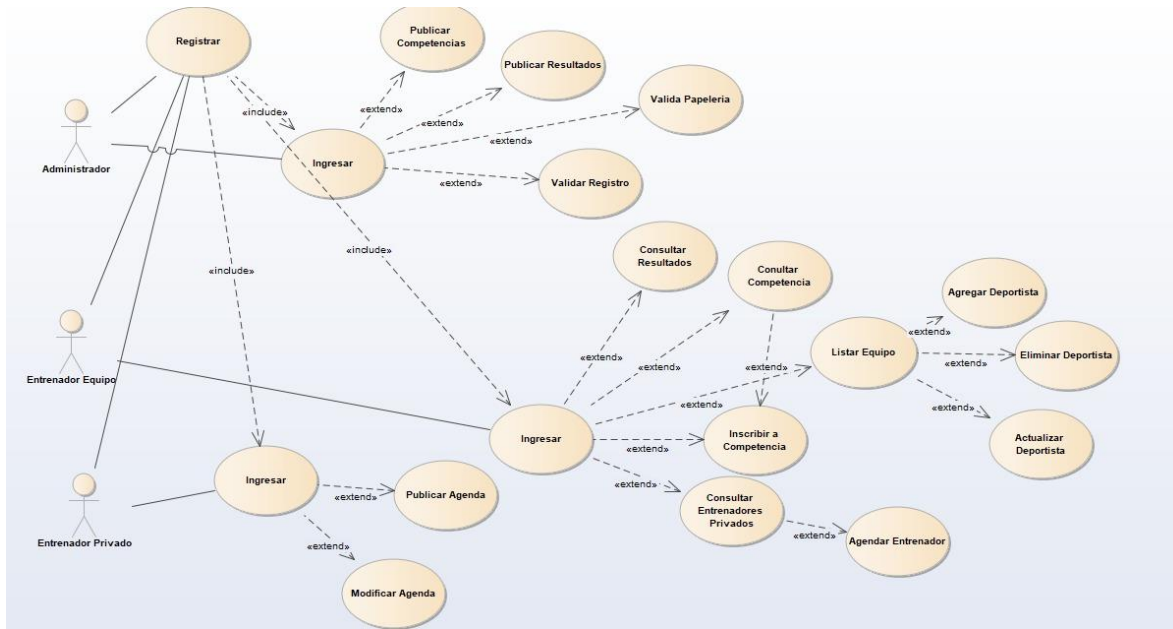 Registrar
Publicar
Competencias
Publicar Resultados
Valida Papeleria
«extend»
«include»
«extend»
«extend»
Administrador
Ingresar
«extend»
Validar Registro
«include»
«include»
Consultar
Resultados
Conultar
Competencia
Agregar Deportista
Entrenador Equipo
«extend»
Listar Equipo
«extend»
Eliminar Deportista
«extend»
«extend»
«extend»
«extend»
«extend»
Ingresar
«extend»
Inscribir a
Competencia
Actualizar
Deportista
Ingresar
«extend»
Publicar Agenda
«extend»
Consultar
Entrenadores
Privados
Entrenador Privado
«extend»
«extend»
Agendar Entrenador
Modificar Agenda